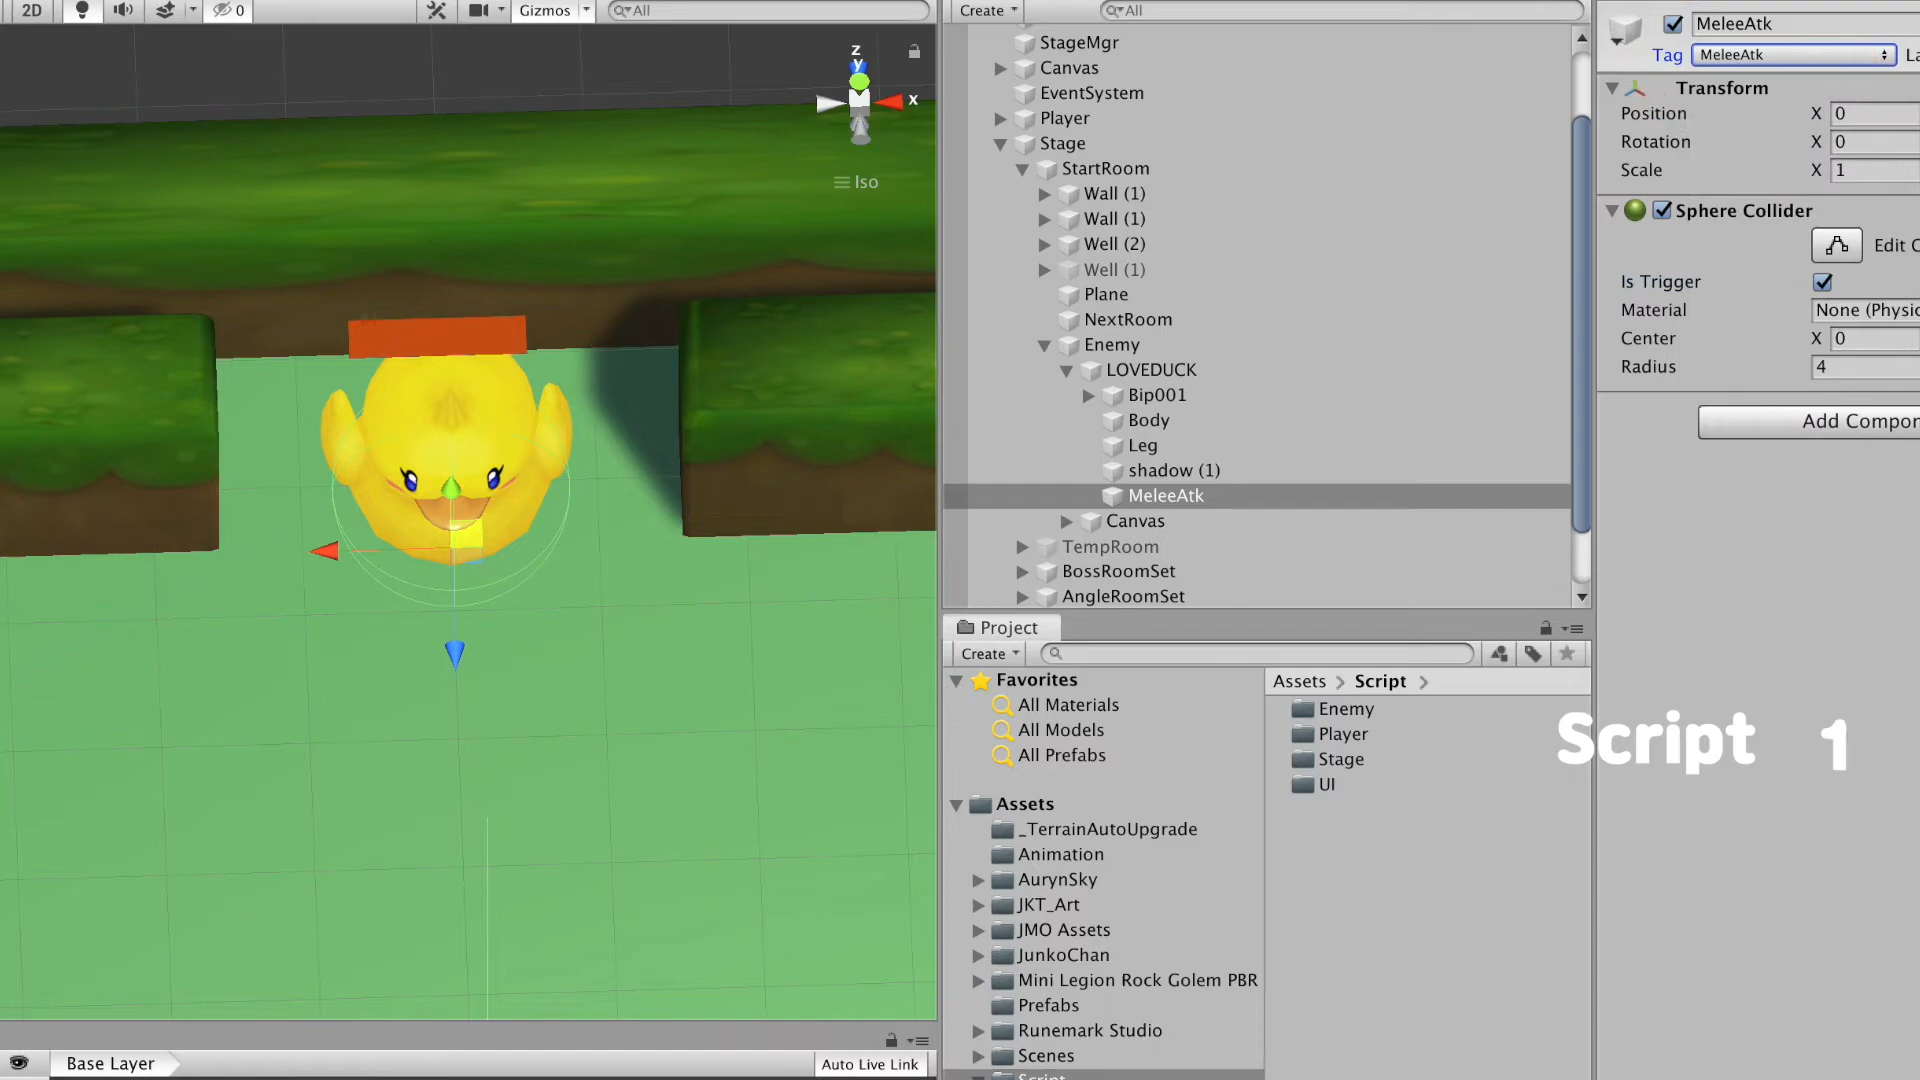 2D
0
Gizmos
All
z
y
x
Iso
Base Layer
Auto Live Link
Create
All
StageMgr
Canvas
EventSystem
Player
Stage
StartRoom
Wall (1)
Wall (1)
Well (2)
Well (1)
Plane
NextRoom
Enemy
LOVEDUCK
Bip001
Body
Leg
shadow (1)
MeleeAtk
Canvas
TempRoom
BossRoomSet
AngleRoomSet
Project
Create
Favorites
All Materials
All Models
All Prefabs
Assets
_TerrainAutoUpgrade
Animation
AurynSky
JKT_Art
JMO Assets
JunkoChan
Mini Legion Rock Golem PBR
Prefabs
Runemark Studio
Scenes
Script
Assets Script
Enemy
Player
Stage
UI
MeleeAtk
Tag MeleeAtk La
Transform
Position X 0
Rotation X 0
Scale X 1
Sphere Collider
Edit C
Is Trigger
Material None (Physic
Center X 0
Radius 4
Add Compor
Script 1